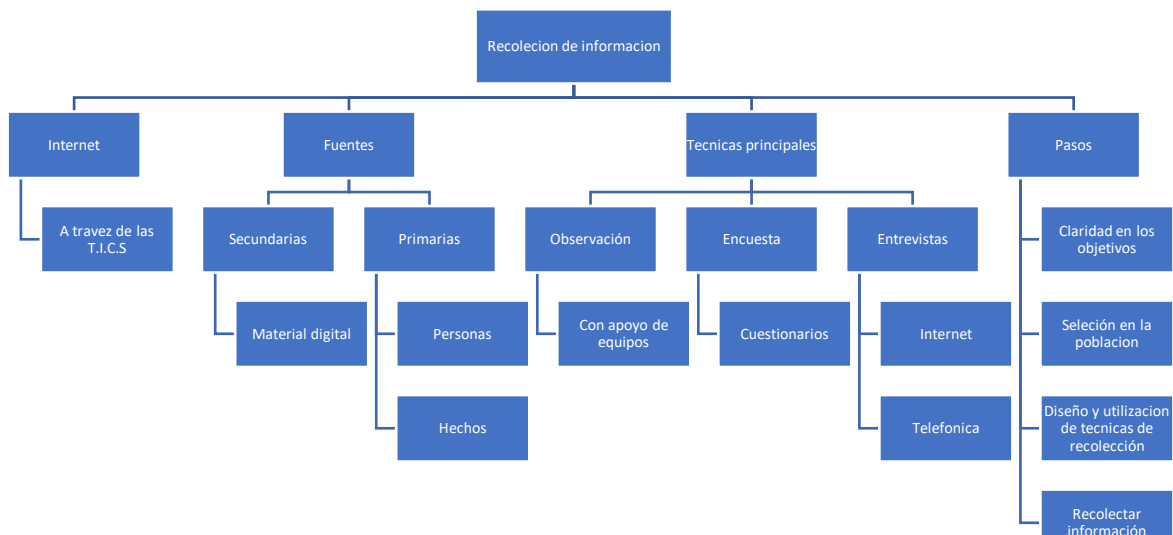 Recolecion de informacion
Internet
Fuentes
Tecnicas principales
Pasos
A travez de las
T.I.C.S
Secundarias
Primarias
Observación
Encuesta
Entrevistas
Claridad en los
objetivos
Material digital
Personas
Con apoyo de
equipos
Cuestionarios
Internet
Seleción en la
poblacion
Hechos
Telefonica
Diseño y utilizacion
de tecnicas de
recolección
Recolectar
información